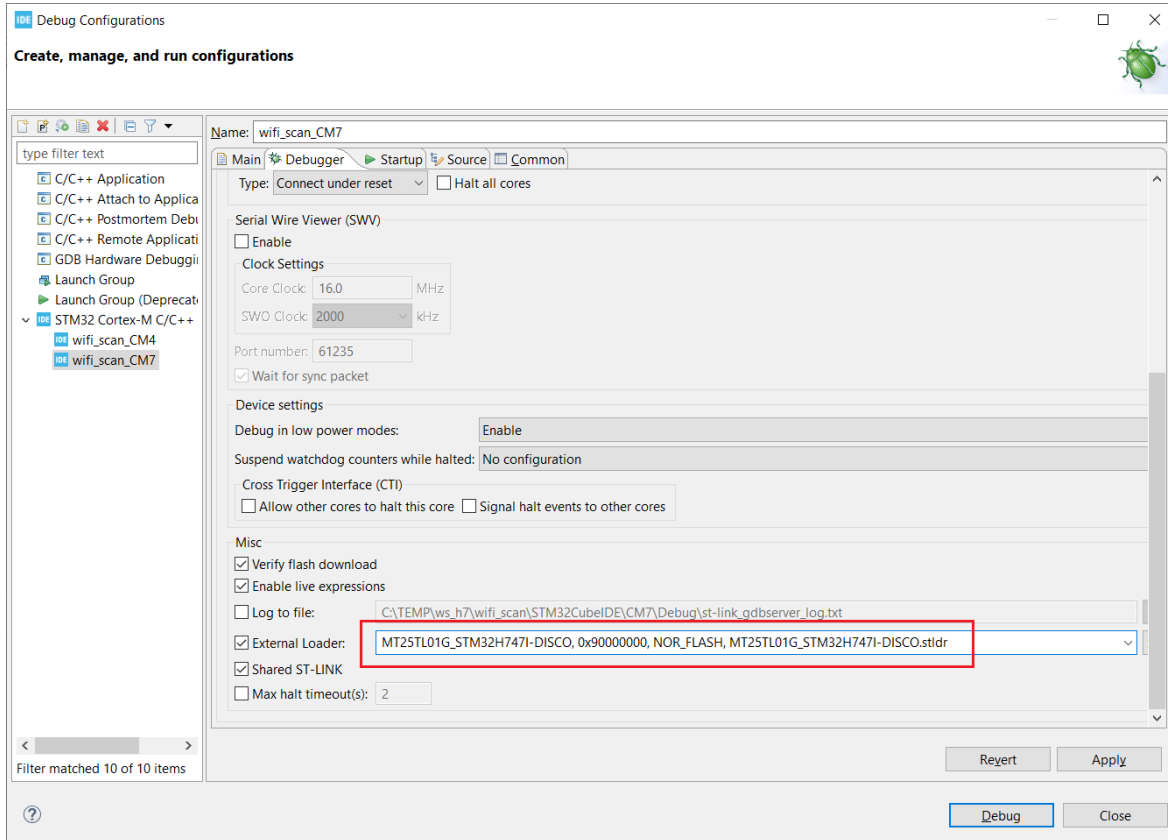 IDE Debug Configurations
Create, manage, and run configurations
type filter text
C/C++ Application
C/C++ Attach to Applica
C/C++ Postmortem Debu
C/C++ Remote Applicati
GDB Hardware Debuggi
Launch Group
Launch Group (Deprecate
IDE STM32 Cortex-M C/C++
IDE wifi_scan_CM4
IDE wifi_scan_CM7
Filter matched 10 of 10 items
Name: wifi_scan_CM7
Main Debugger Startup Source Common
Type: Connect under reset Halt all cores
Serial Wire Viewer (SWV)
Enable
Clock Settings
Core Clock: 16.0 MHz
SWO Clock: 2000 kHz
Port number: 61235
Wait for sync packet
Device settings
Debug in low power modes: Enable
Suspend watchdog counters while halted: No configuration
Cross Trigger Interface (CTI)
Allow other cores to halt this core Signal halt events to other cores
Misc
Verify flash download
Enable live expressions
Log to file: C:\TEMP\ws_h7\wifi_scan\STM32CubeIDE\CM7\Debug\st-link_gdbserver_log.txt
External Loader: MT25TL01G_STM32H747I-DISCO, 0x90000000, NOR_FLASH, MT25TL01G_STM32H747I-DISCO.stldr
Shared ST-LINK
Max halt timeout(s): 2
Revert Apply
Debug Close